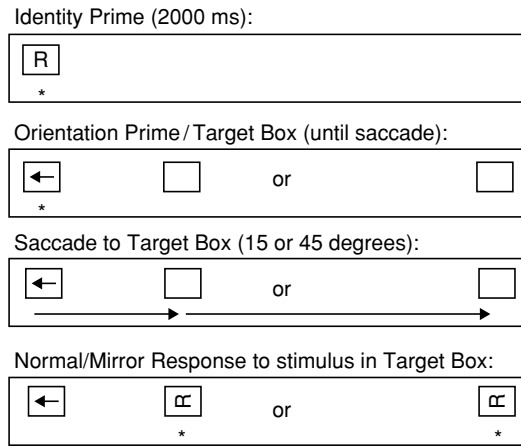 Identity Prime (2000 ms):
R
*
Orientation Prime / Target Box (until saccade):
or
*
Saccade to Target Box (15 or 45 degrees):
or
Normal/Mirror Response to stimulus in Target Box:
R or R
* *